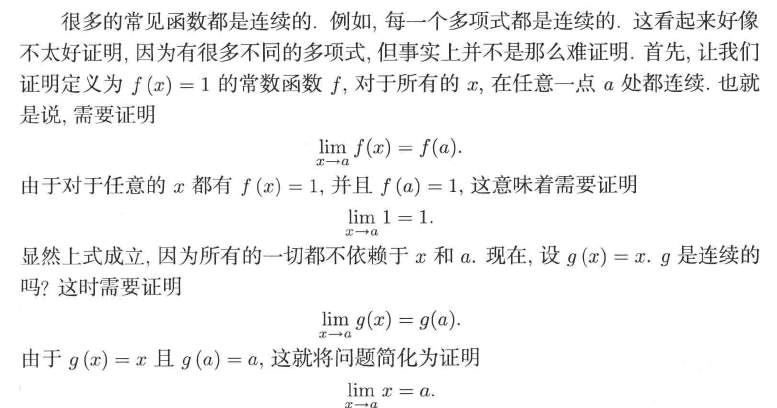 很多的常见函数都是连续的. 例如, 每一个多项式都是连续的. 这看起来好像
不太好证明, 因为有很多不同的多项式, 但事实上并不是那么难证明. 首先, 让我们
证明定义为 f (x) = 1 的常数函数 f, 对于所有的 x, 在任意一点 a 处都连续. 也就
是说, 需要证明
lim_{x→a} f(x) = f(a).
由于对于任意的 x 都有 f (x) = 1, 并且 f (a) = 1, 这意味着需要证明
lim_{x→a} 1 = 1.
显然上式成立, 因为所有的一切都不依赖于 x 和 a. 现在, 设 g (x) = x. g 是连续的
吗? 这时需要证明
lim_{x→a} g(x) = g(a).
由于 g (x) = x 且 g (a) = a, 这就将问题简化为证明
lim_{x→a} x = a.